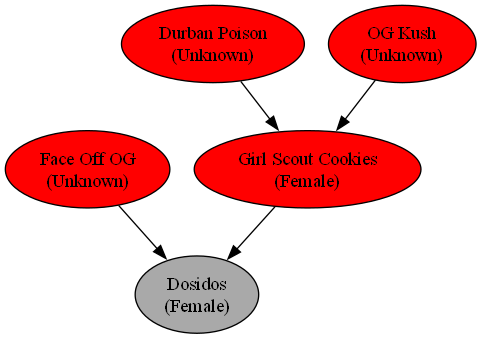 Durban Poison
(Unknown)
OG Kush
(Unknown)
Face Off OG
(Unknown)
Girl Scout Cookies
(Female)
Dosidos
(Female)